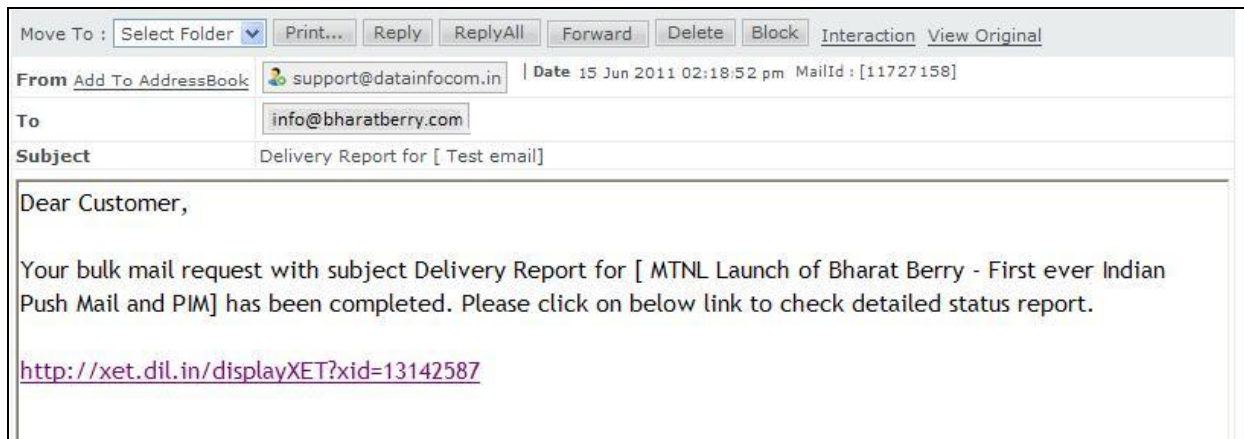 Move To : Select Folder Print... Reply ReplyAll Forward Delete Block Interaction View Original
From Add To AddressBook support@datainfocom.in | Date 15 Jun 2011 02:18:52 pm MailId : [11727158]
To info@bharatberry.com
Subject Delivery Report for [ Test email]
Dear Customer,
Your bulk mail request with subject Delivery Report for [ MTNL Launch of Bharat Berry - First ever Indian
Push Mail and PIM] has been completed. Please click on below link to check detailed status report.
http://xet.dil.in/displayXET?xid=13142587